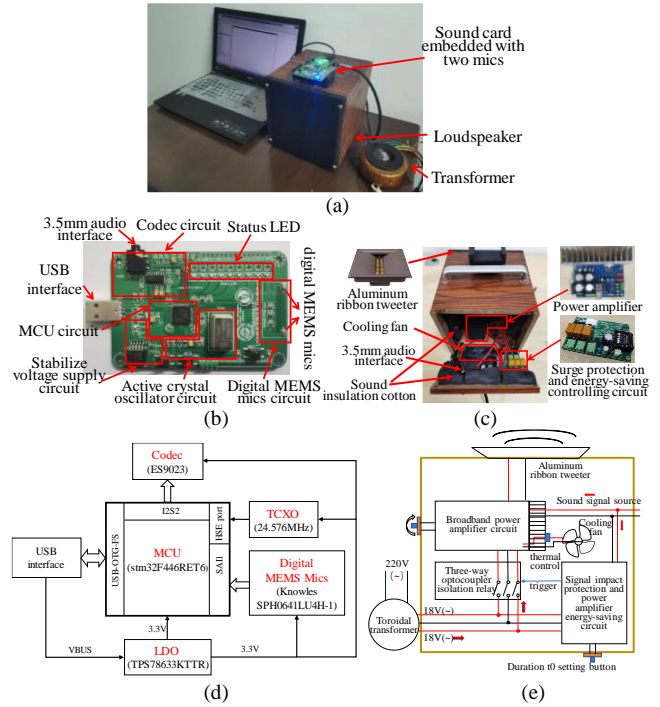 Sound card
embedded with
two mics
Loudspeaker
Transformer
(a)
3.5mm audio
interface
Codec circuit
Status LED
USB
interface
MCU circuit
Stabilize
voltage supply
circuit
Active crystal
oscillator circuit
Digital MEMS
mics circuit
digital MEMS mics
(b)
Aluminum
ribbon tweeter
Cooling fan
3.5mm audio
interface
Sound
insulation cotton
Power amplifier
Surge protection
and energy-saving
controlling circuit
(c)
Codec
(ES9023)
I2S2
USB-OTG-FS
MCU
(stm32F446RET6)
HSE port
SAI1
TCXO
(24.576MHz)
USB
interface
Digital
MEMS Mics
(Knowles
SPH0641LU4H-1)
3.3V
VBUS
LDO
(TPS78633KTTR)
3.3V
(d)
Aluminum
ribbon tweeter
Sound signal source
Broadband power
amplifier circuit
Cooling
fan
thermal
control
220V
(~)
Three-way
optocoupler
isolation relay
trigger
Signal impact
protection and
power
amplifier
energy-saving
circuit
18V(~)
Toroidal
transformer
18V(~)
Duration t0 setting button
(e)